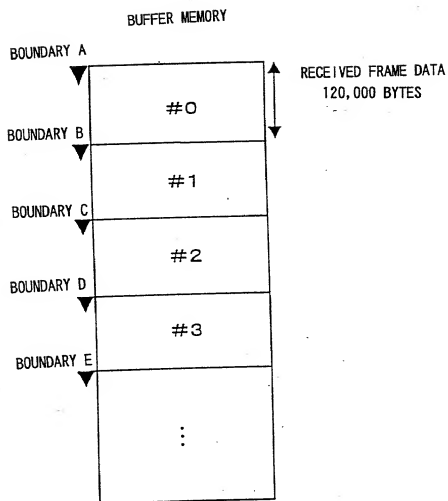 BUFFER MEMORY
BOUNDARY A
RECEIVED FRAME DATA
120,000 BYTES
#0
BOUNDARY B
#1
BOUNDARY C
#2
BOUNDARY D
#3
BOUNDARY E
⋮